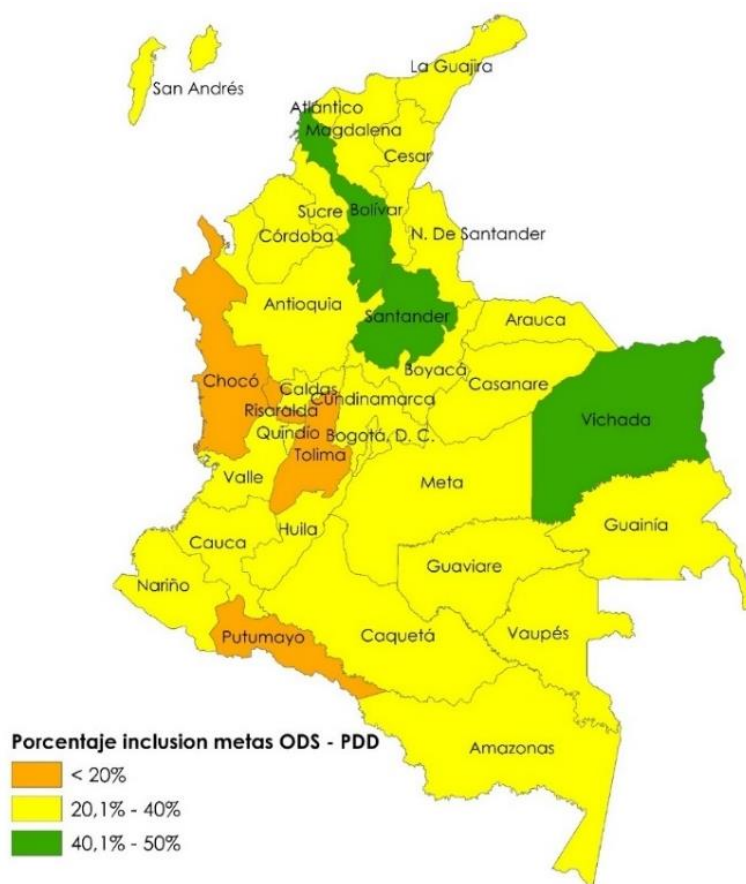 La Guajira
San Andrés
Atlántico
Magdalena
Cesar
Sucre
Bolívar
N. De Santander
Córdoba
Antioquia
Santander
Arauca
Boyacá
Chocó
Caldas
Casanare
Cundinamarca
Risaralda
Vichada
Quindío
Bogotá, D. C.
Tolima
Valle
Meta
Huila
Guainía
Cauca
Guaviare
Nariño
Putumayo
Caquetá
Vaupés
Amazonas
Porcentaje inclusion metas ODS - PDD
< 20%
20,1% - 40%
40,1% - 50%